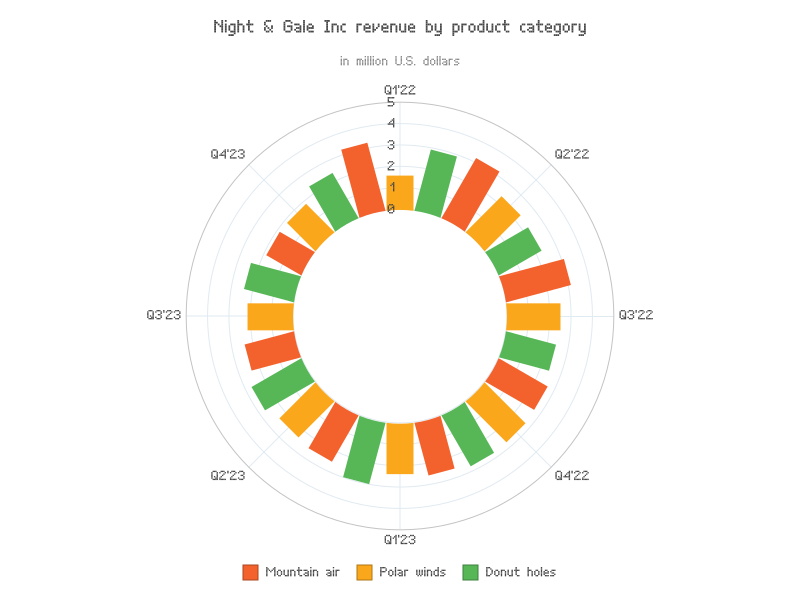 Night & Gale Inc revenue by product category
in million U.S. dollars
Q1'22
5
Q4'23
Q2'22
4
3
2
1
0
Q3'23
Q3'22
Q2'23
Q4'22
Q1'23
Mountain air
Polar winds
Donut holes